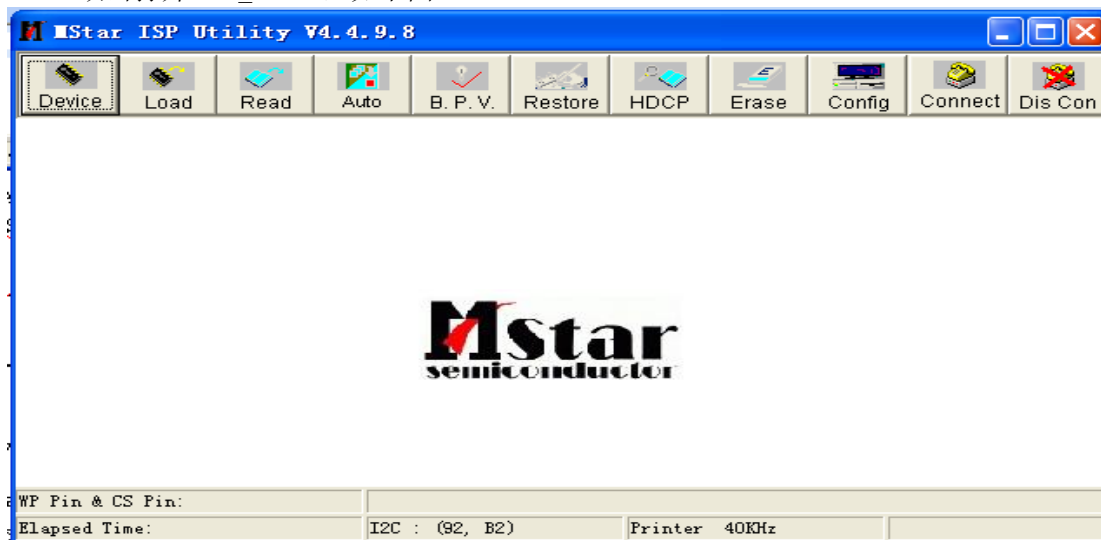 MStar ISP Utility V4.4.9.8
Device Load Read Auto B.P.V. Restore HDCP Erase Config Connect Dis Con
Mstar
semiconductor
WP Pin & CS Pin:
Elapsed Time: I2C : (92, B2) Printer 40KHz